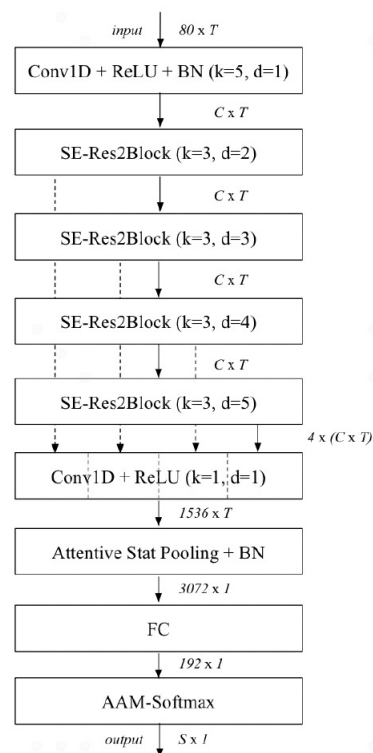 input 80 x T
Conv1D + ReLU + BN (k=5, d=1)
C x T
SE-Res2Block (k=3, d=2)
C x T
SE-Res2Block (k=3, d=3)
C x T
SE-Res2Block (k=3, d=4)
C x T
SE-Res2Block (k=3, d=5)
4 x (C x T)
Conv1D + ReLU (k=1, d=1)
1536 x T
Attentive Stat Pooling + BN
3072 x 1
FC
192 x 1
AAM-Softmax
output S x 1